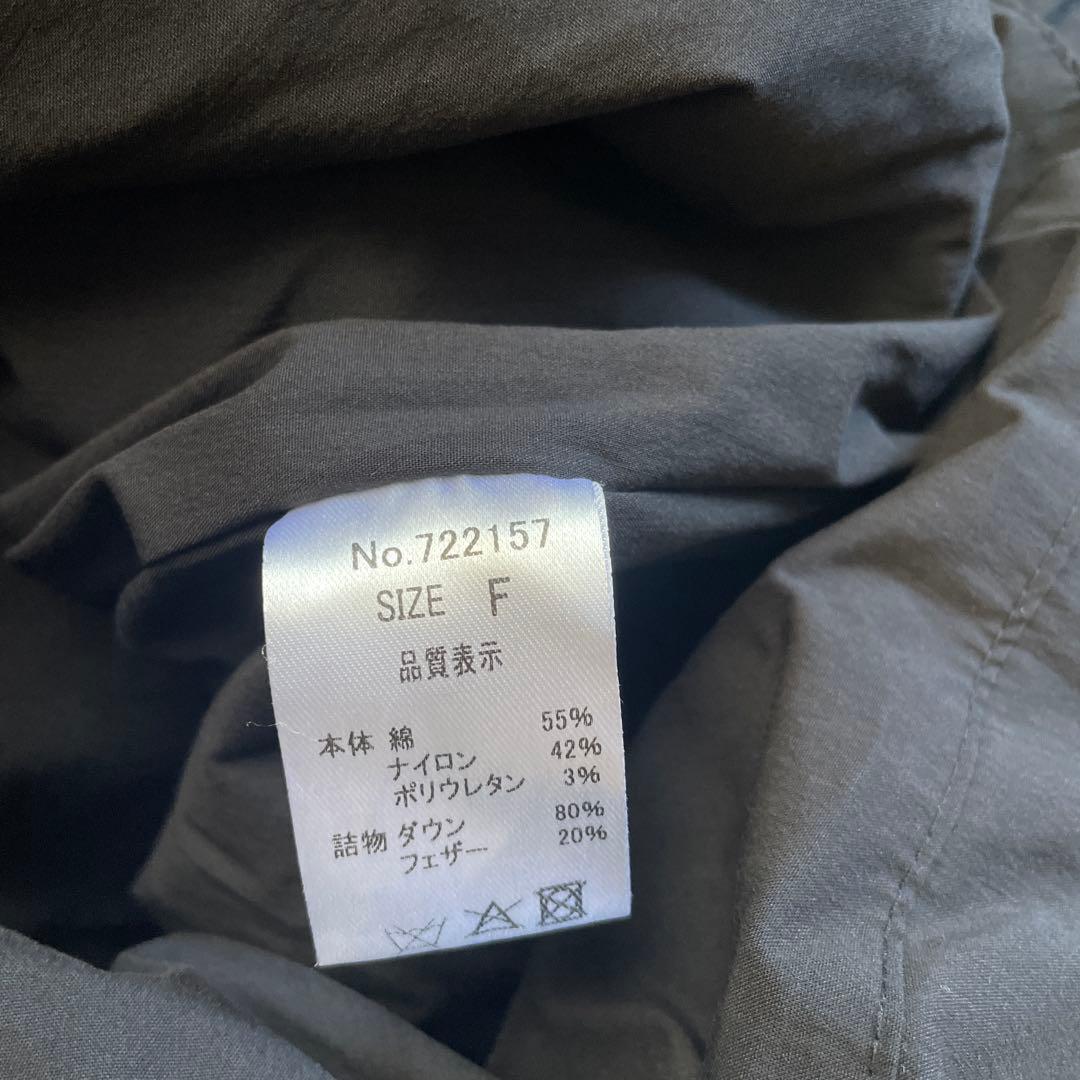 No.722157
SIZE F
品質表示
本体 綿 55%
ナイロン 42%
ポリウレタン 3%
詰物 ダウン 80%
フェザー 20%